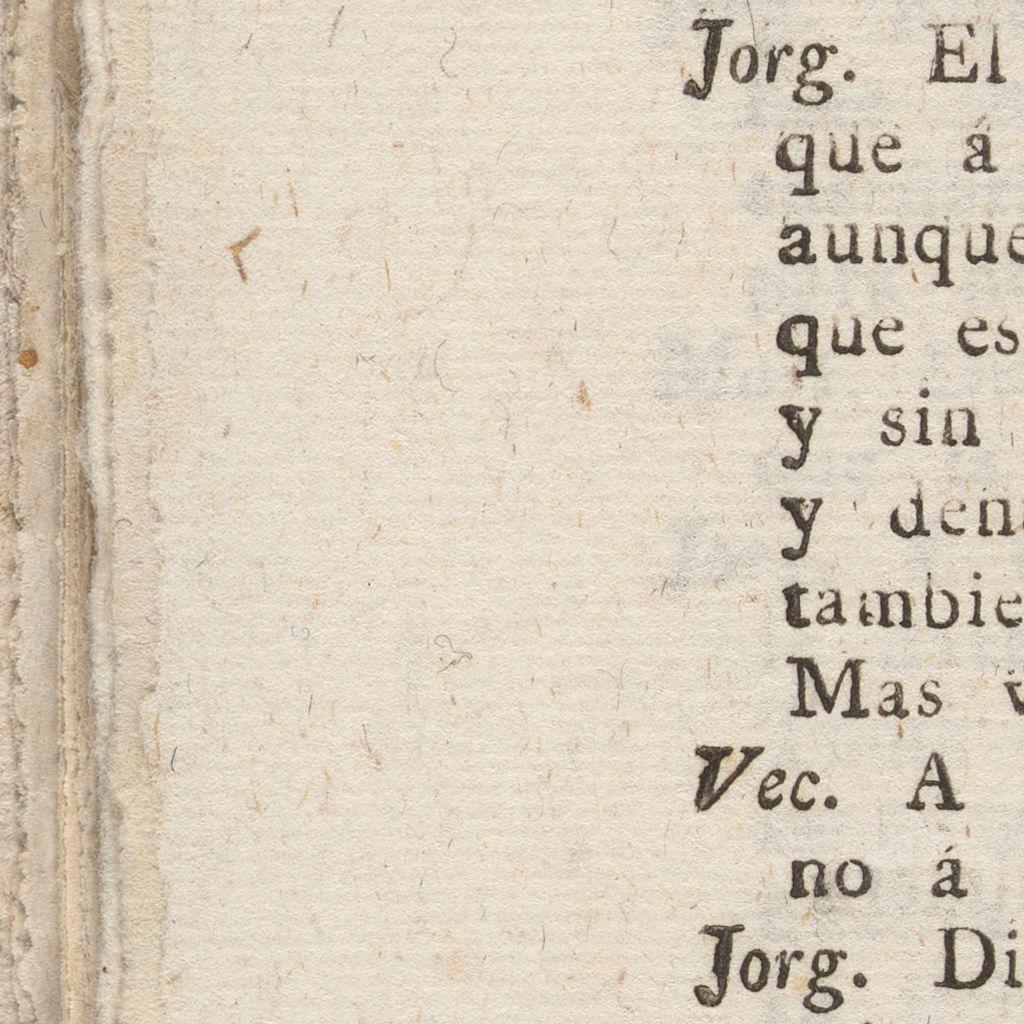 Jorg. El
que á
aunque
que es
y sin
y den
tambie
Mas v
Vec. A
no á
Jorg. Di